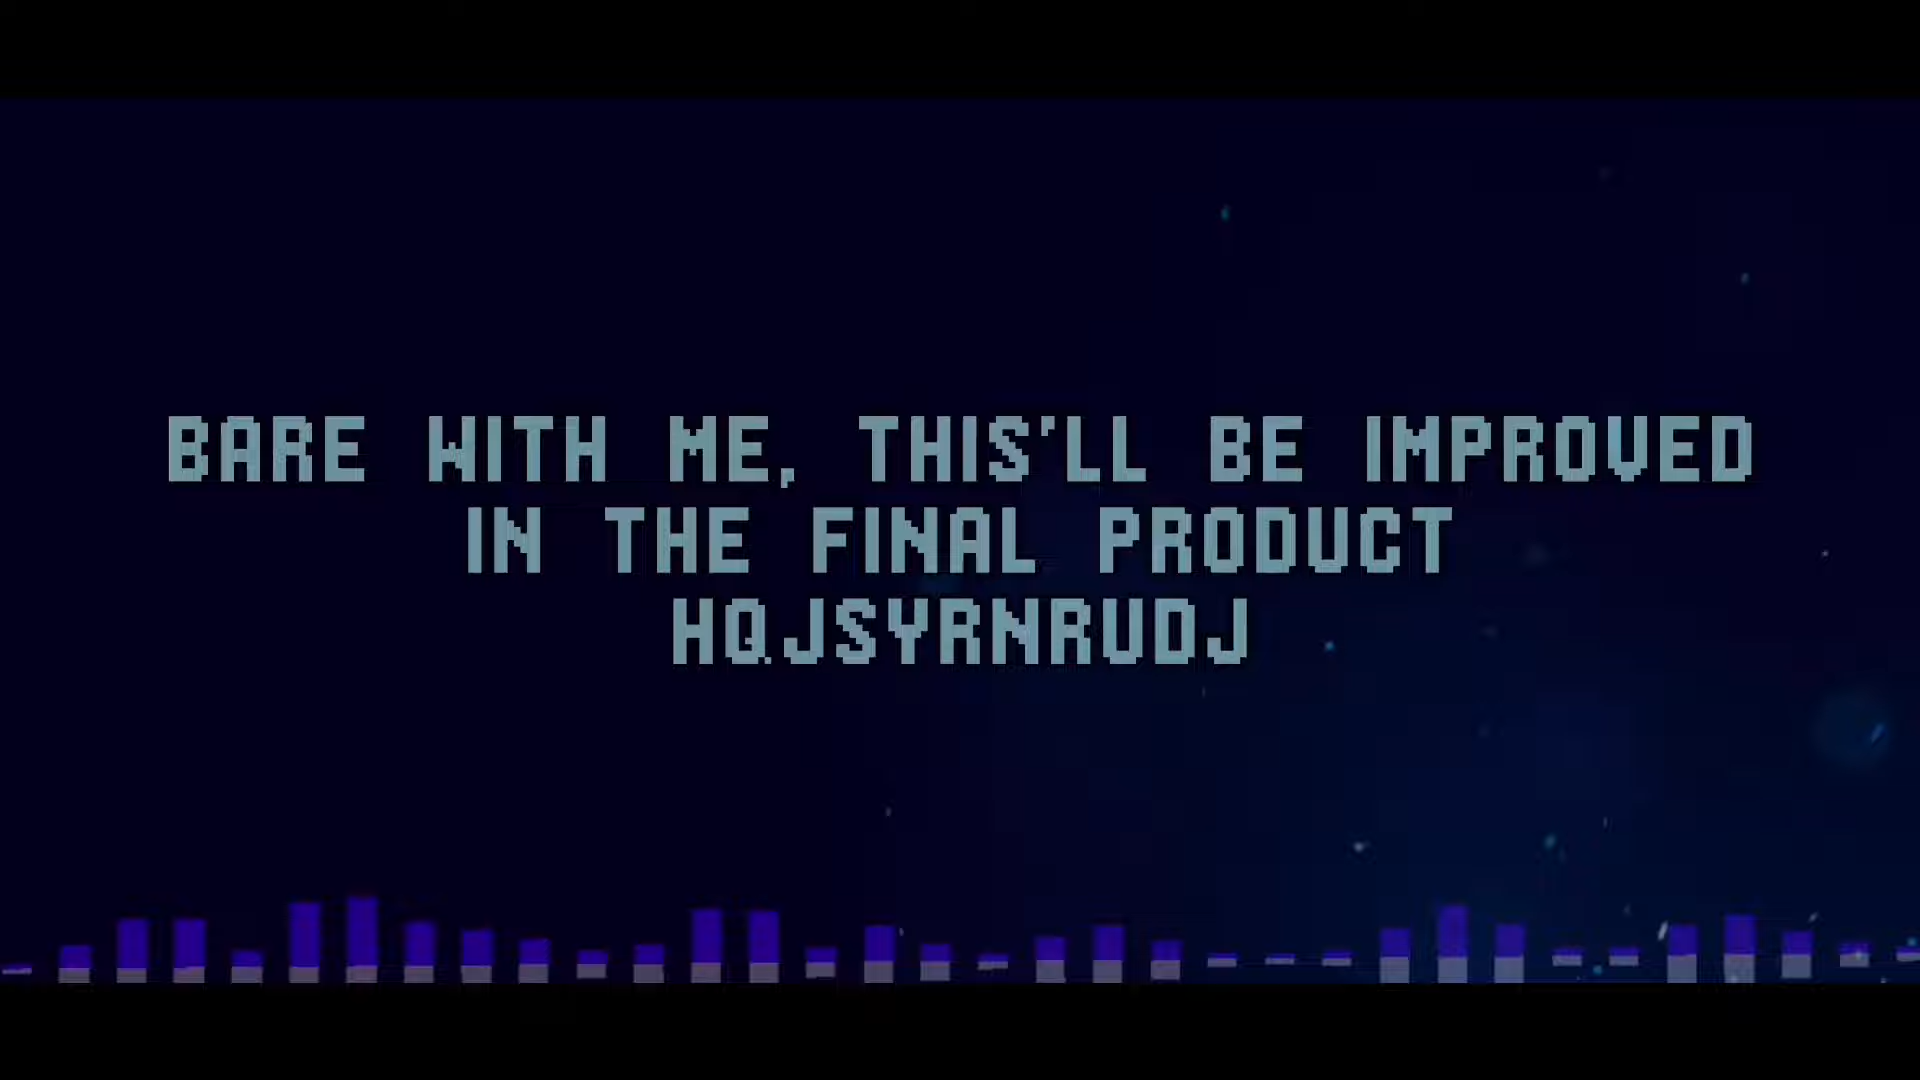 BARE WITH ME, THIS'LL BE IMPROVED
IN THE FINAL PRODUCT
HQJSYRNRUDJ